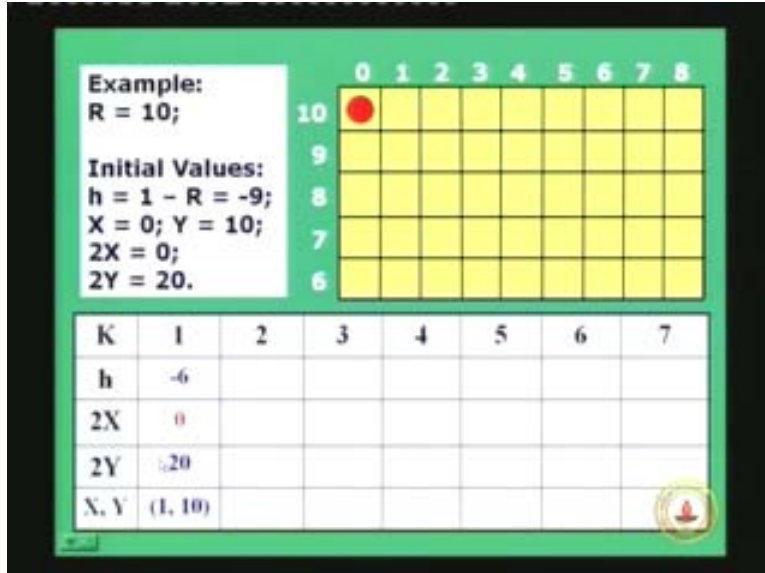 Example:
R = 10;
Initial Values:
h = 1 – R = -9;
X = 0; Y = 10;
2X = 0;
2Y = 20.
0 1 2 3 4 5 6 7 8
10
9
8
7
6
K 1 2 3 4 5 6 7
h -6
2X 0
2Y 20
X, Y (1, 10)